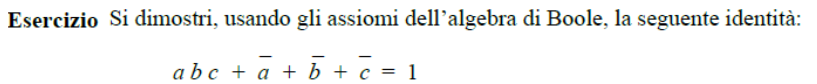 Esercizio Si dimostri, usando gli assiomi dell'algebra di Boole, la seguente identità:
a b c + a̅ + b̅ + c̅ = 1